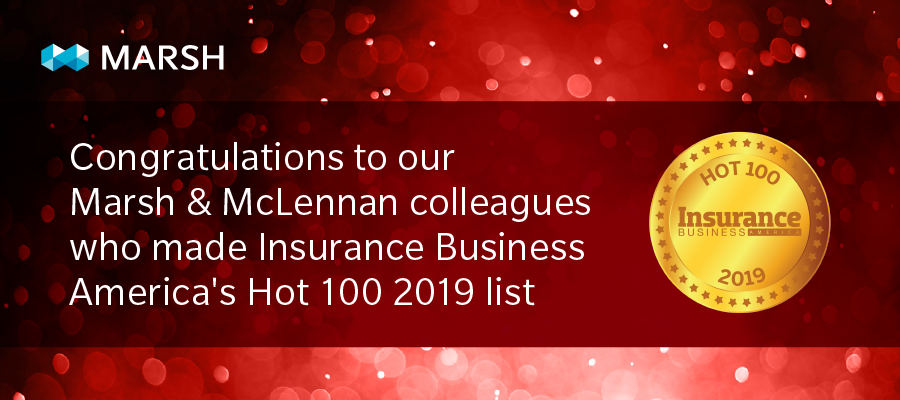 MARSH
Congratulations to our
Marsh & McLennan colleagues
who made Insurance Business
America's Hot 100 2019 list
HOT 100
Insurance
BUSINESS AMERICA
2019